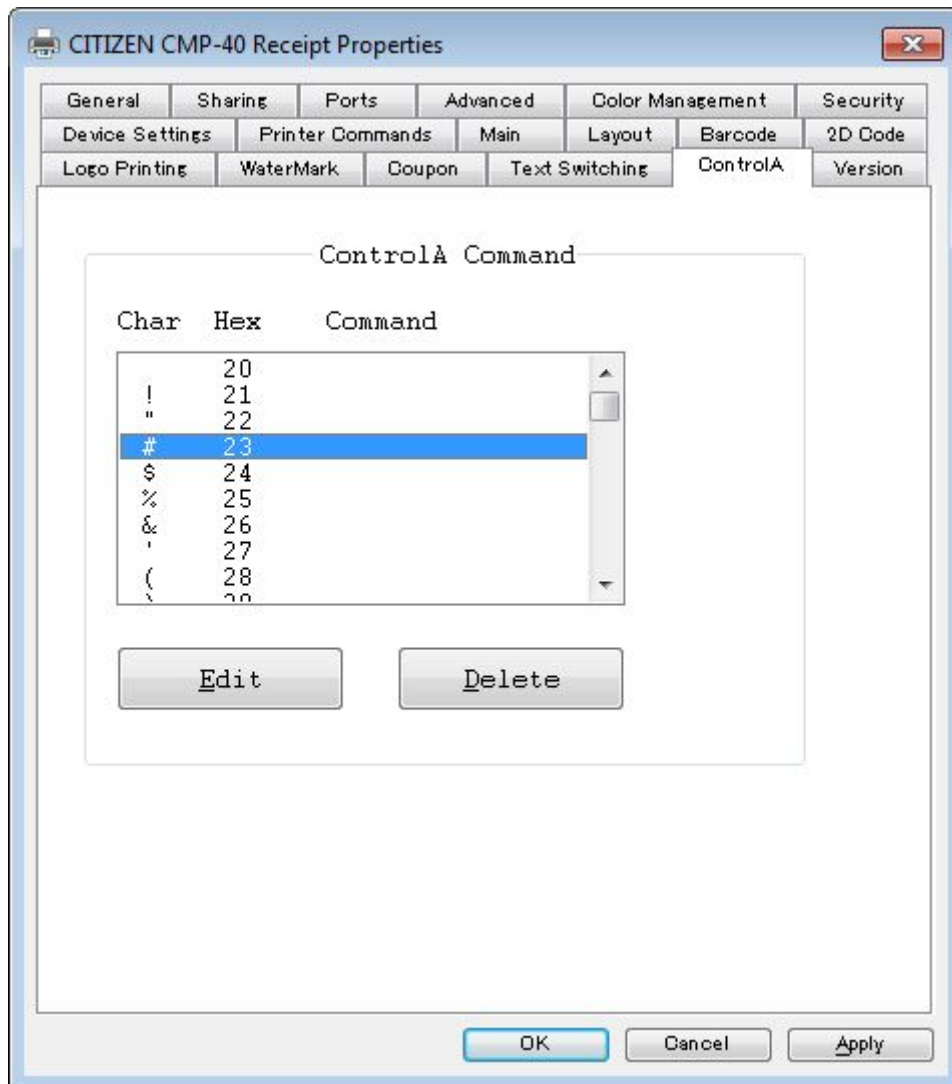 CITIZEN CMP-40 Receipt Properties
General Sharing Ports Advanced Color Management Security
Device Settings Printer Commands Main Layout Barcode 2D Code
Logo Printing WaterMark Coupon Text Switching ControlA Version
ControlA Command
Char Hex Command
20
! 21
" 22
# 23
$ 24
% 25
& 26
' 27
( 28
Edit Delete
OK Cancel Apply